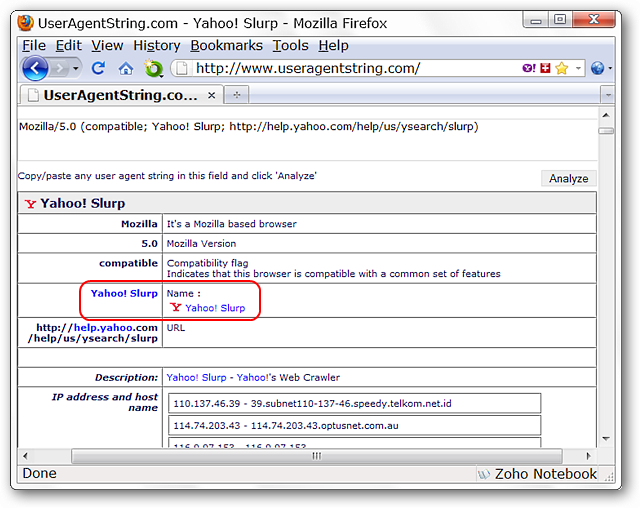 UserAgentString.com - Yahoo! Slurp - Mozilla Firefox
File Edit View History Bookmarks Tools Help
http://www.useragentstring.com/
UserAgentString.co...
Mozilla/5.0 (compatible; Yahoo! Slurp; http://help.yahoo.com/help/us/ysearch/slurp)
Copy/paste any user agent string in this field and click 'Analyze'
Analyze
Yahoo! Slurp
Mozilla It's a Mozilla based browser
5.0 Mozilla Version
compatible Compatibility flag
Indicates that this browser is compatible with a common set of features
Yahoo! Slurp Name :
Yahoo! Slurp
http://help.yahoo.com URL
/help/us/ysearch/slurp
Description: Yahoo! Slurp - Yahoo!'s Web Crawler
IP address and host
name
110.137.46.39 - 39.subnet110-137-46.speedy.telkom.net.id
114.74.203.43 - 114.74.203.43.optusnet.com.au
Done Zoho Notebook